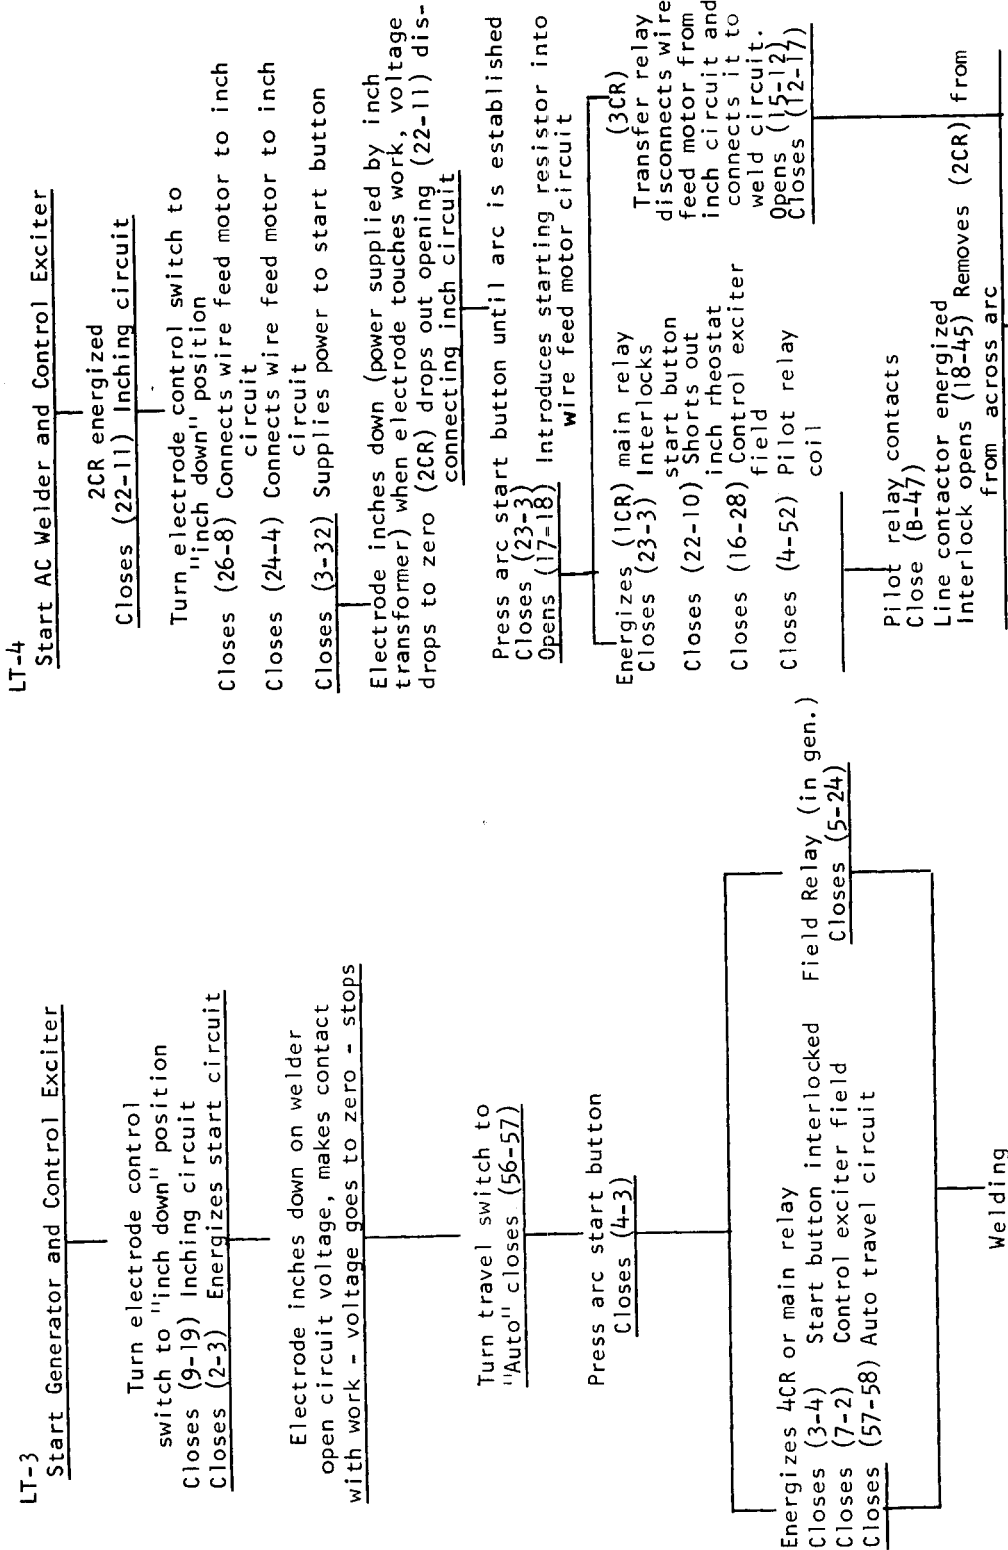 LT-3
Start Generator and Control Exciter
Turn electrode control
switch to "inch down" position
Closes (9-19) Inching circuit
Closes (2-3) Energizes start circuit
Electrode inches down on welder
open circuit voltage, makes contact
with work - voltage goes to zero - stops
Turn travel switch to
"Auto" closes (56-57)
Press arc start button
Closes (4-3)
Energizes 4CR or main relay
Closes (3-4) Start button interlocked
Closes (7-2) Control exciter field
Closes (57-58) Auto travel circuit
Field Relay (in gen.)
Closes (5-24)
Welding
LT-4
Start AC Welder and Control Exciter
2CR energized
Closes (22-11) Inching circuit
Turn electrode control switch to
"inch down" position
Closes (26-8) Connects wire feed motor to inch
circuit
Closes (24-4) Connects wire feed motor to inch
circuit
Closes (3-32) Supplies power to start button
Electrode inches down (power supplied by inch
transformer) when electrode touches work, voltage
drops to zero (2CR) drops out opening (22-11) dis-
connecting inch circuit
Press arc start button until arc is established
Closes (23-3)
Opens (17-18) Introduces starting resistor into
wire feed motor circuit
Energizes (1CR) main relay
Closes (23-3) Interlocks
start button
Closes (22-10) Shorts out
inch rheostat
Closes (16-28) Control exciter
field
Closes (4-52) Pilot relay
coil
(3CR)
Transfer relay
disconnects wire
feed motor from
inch circuit and
connects it to
weld circuit.
Opens (15-12)
Closes (12-17)
Pilot relay contacts
Close (B-47)
Line contactor energized
Interlock opens (18-45) Removes (2CR) from
from across arc